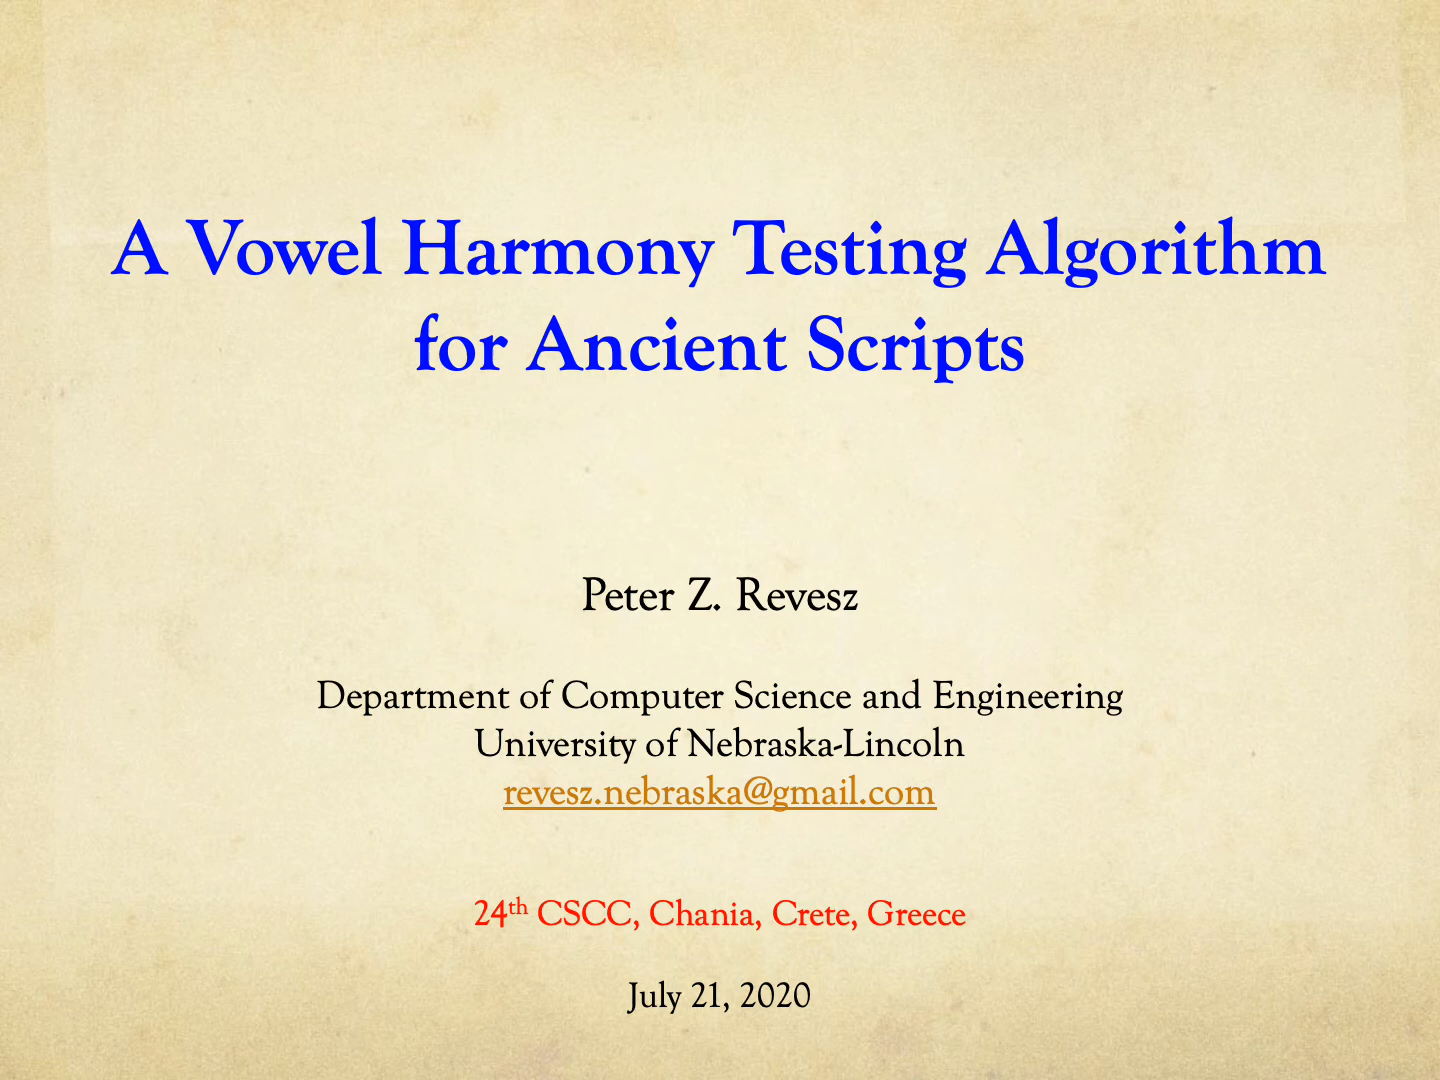 A Vowel Harmony Testing Algorithm
for Ancient Scripts
Peter Z. Revesz
Department of Computer Science and Engineering
University of Nebraska-Lincoln
revesz.nebraska@gmail.com
24th CSCC, Chania, Crete, Greece
July 21, 2020